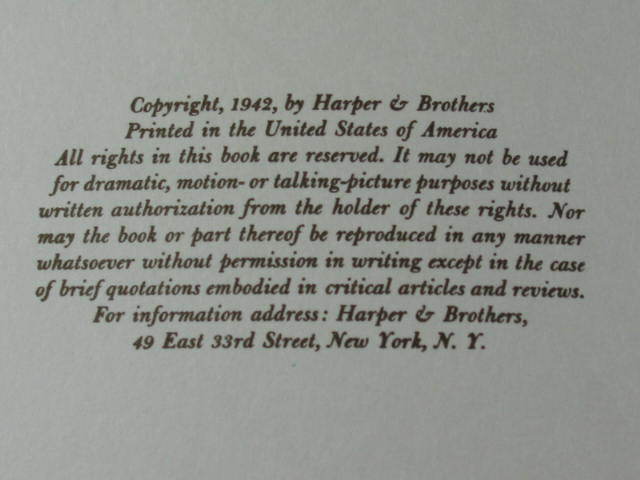 Copyright, 1942, by Harper & Brothers
Printed in the United States of America
All rights in this book are reserved. It may not be used
for dramatic, motion- or talking-picture purposes without
written authorization from the holder of these rights. Nor
may the book or part thereof be reproduced in any manner
whatsoever without permission in writing except in the case
of brief quotations embodied in critical articles and reviews.
For information address: Harper & Brothers,
49 East 33rd Street, New York, N. Y.